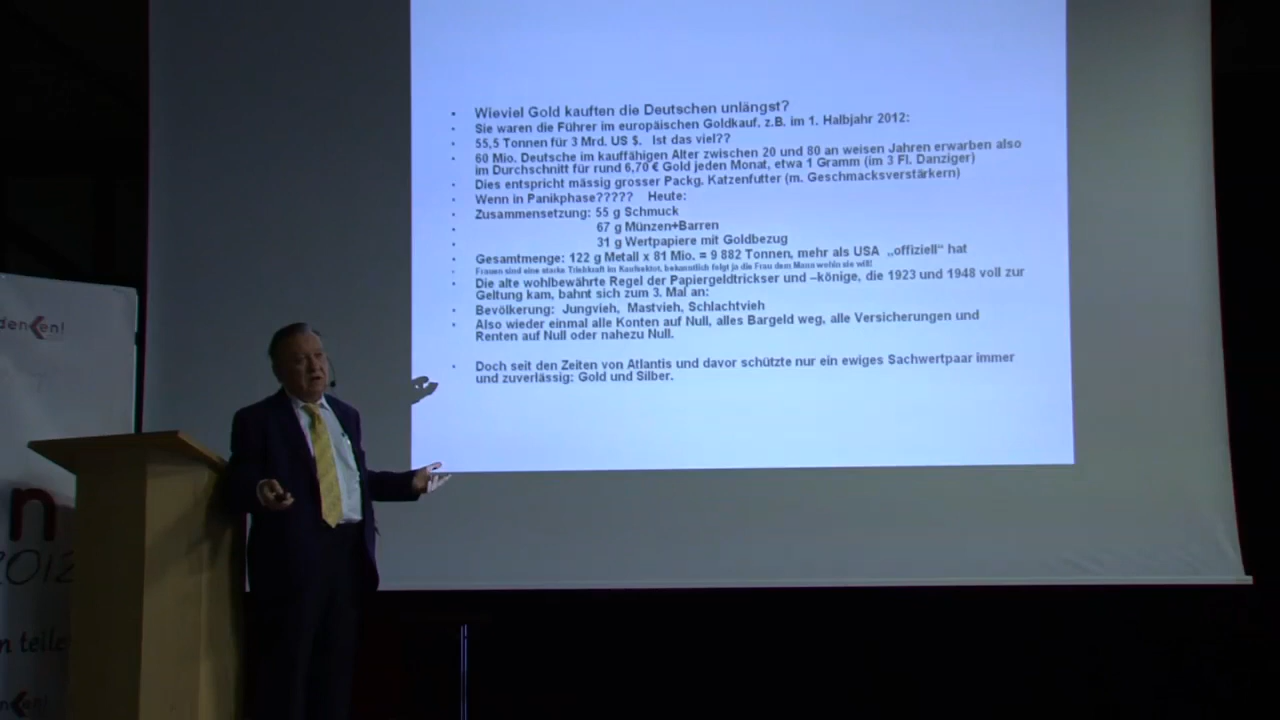 Wieviel Gold kauften die Deutschen unlängst?
Sie waren die Führer im europäischen Goldkauf, z.B. im 1. Halbjahr 2012:
55,5 Tonnen für 3 Mrd. US $. Ist das viel??
60 Mio. Deutsche im kauffähigen Alter zwischen 20 und 80 an weisen Jahren erwarben also
im Durchschnitt für rund 6,70 € Gold jeden Monat, etwa 1 Gramm (im 3 Fl. Danziger)
Dies entspricht mässig grosser Packg. Katzenfutter (m. Geschmacksverstärkern)
Wenn in Panikphase????? Heute:
Zusammensetzung: 55 g Schmuck
67 g Münzen+Barren
31 g Wertpapiere mit Goldbezug
Gesamtmenge: 122 g Metall x 81 Mio. = 9 882 Tonnen, mehr als USA „offiziell“ hat
Frauen sind eine starke Triebkraft im Kaufsektor, bekanntlich folgt ja die Frau dem Mann wohin sie will!
Die alte wohlbewährte Regel der Papiergeldtrickser und –könige, die 1923 und 1948 voll zur
Geltung kam, bahnt sich zum 3. Mal an:
Bevölkerung: Jungvieh, Mastvieh, Schlachtvieh
Also wieder einmal alle Konten auf Null, alles Bargeld weg, alle Versicherungen und
Renten auf Null oder nahezu Null.
Doch seit den Zeiten von Atlantis und davor schützte nur ein ewiges Sachwertpaar immer
und zuverlässig: Gold und Silber.
den<en!
n
2012
n teile